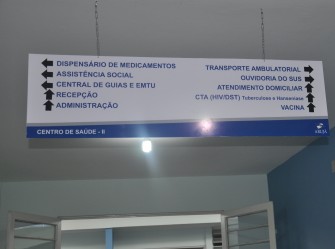 DISPENSÁRIO DE MEDICAMENTOS
ASSISTÊNCIA SOCIAL
CENTRAL DE GUIAS E EMTU
RECEPÇÃO
ADMINISTRAÇÃO
TRANSPORTE AMBULATORIAL
OUVIDORIA DO SUS
ATENDIMENTO DOMICILIAR
CTA (HIV/DST) Tuberculose e Hanseníase
VACINA
CENTRO DE SAÚDE - II